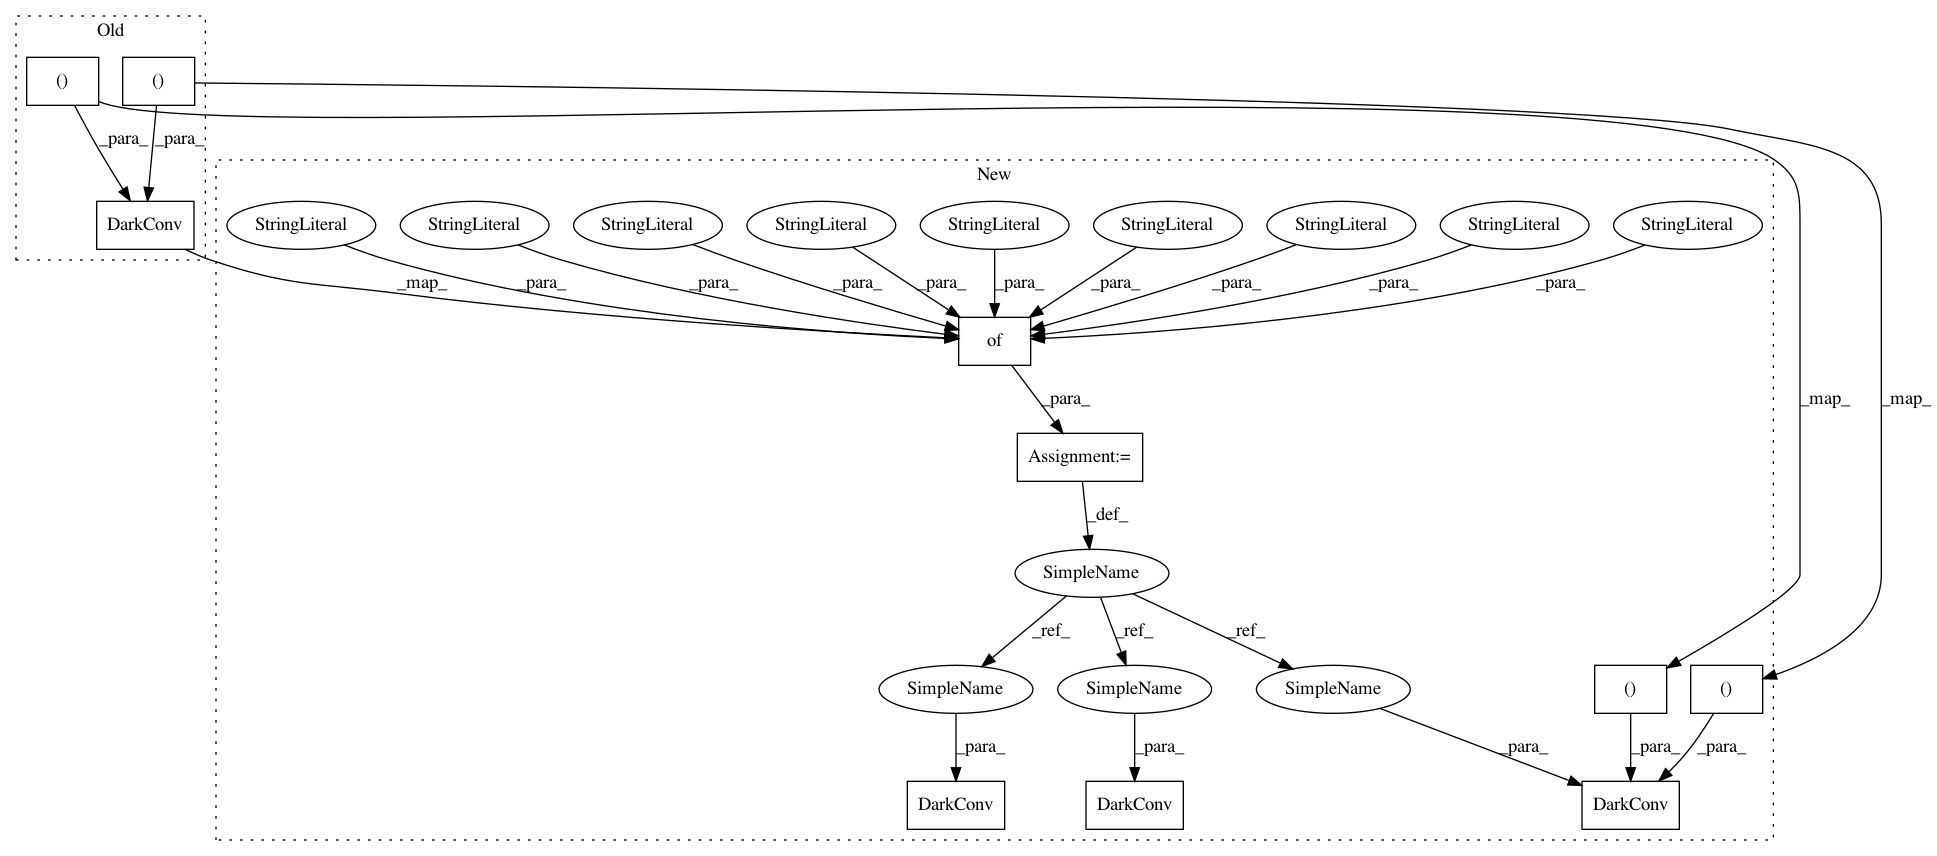 Old
() ()
_para_ _para_
New
DarkConv StringLiteral StringLiteral StringLiteral StringLiteral StringLiteral StringLiteral StringLiteral StringLiteral StringLiteral
_map_ _para_ _para_ _para_ _para_ _para_ _para_ _para_ _para_ _para_
of
_para_ _map_ _map_
Assignment:=
_def_
SimpleName
_ref_ _ref_ _ref_
SimpleName SimpleName SimpleName () ()
_para_ _para_ _para_ _para_ _para_
DarkConv DarkConv DarkConv